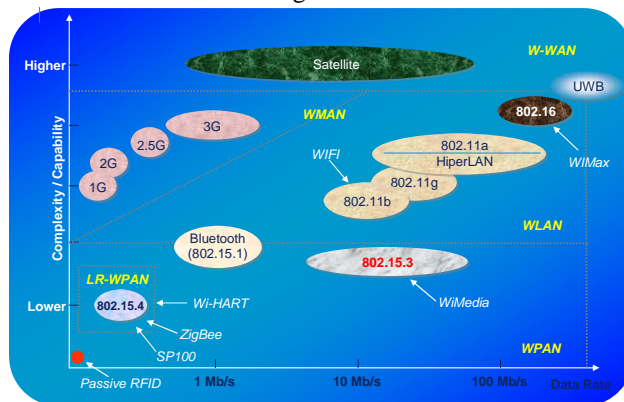 Higher
Satellite
W-WAN
UWB
802.16
WIMax
WMAN
3G
2.5G
2G
1G
802.11a
HiperLAN
WIFI
802.11g
802.11b
Complexity / Capability
WLAN
Bluetooth
(802.15.1)
802.15.3
WiMedia
LR-WPAN
Lower
802.15.4
Wi-HART
ZigBee
SP100
WPAN
Passive RFID
1 Mb/s
10 Mb/s
100 Mb/s
Data Rate